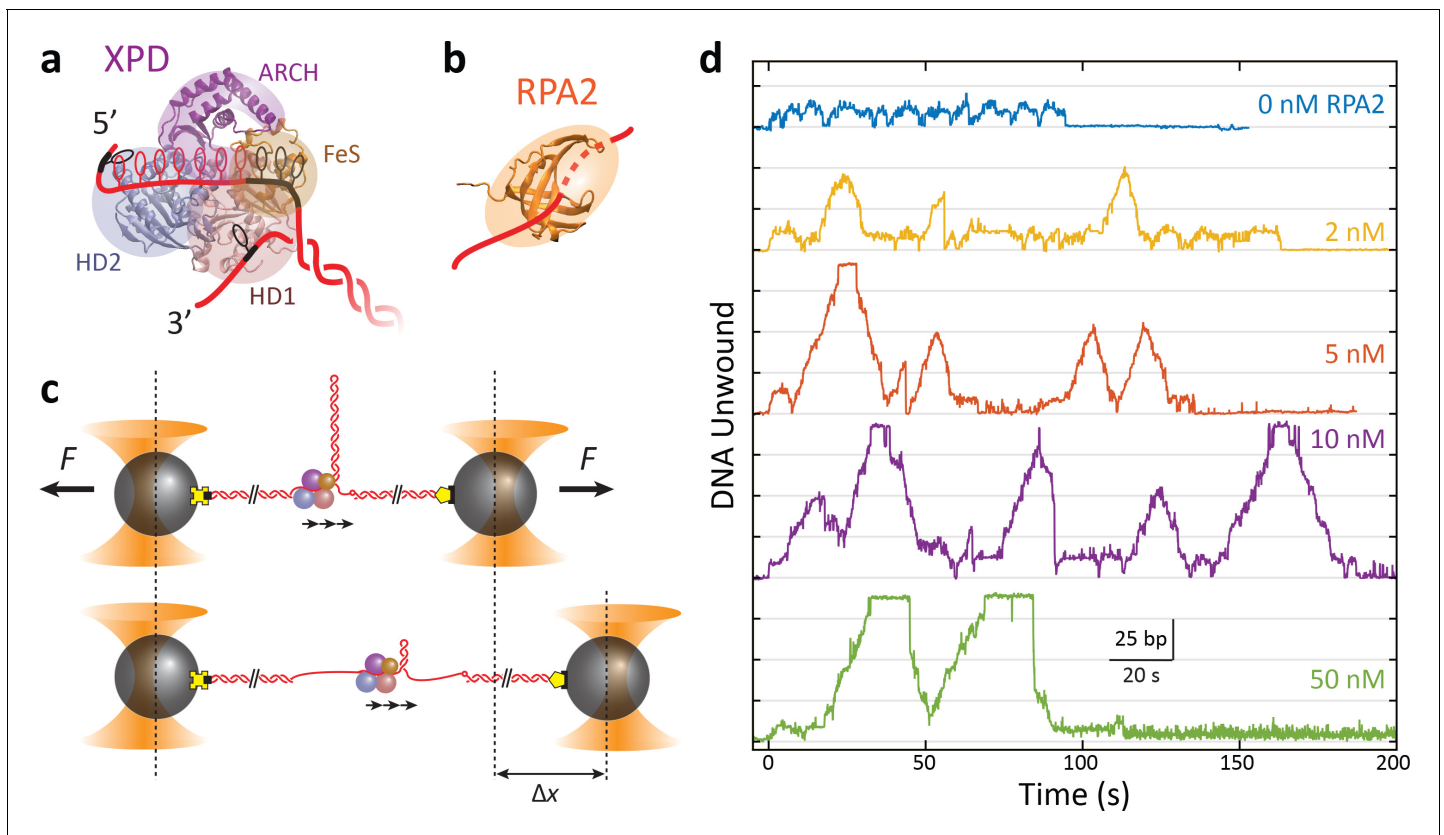 a
XPD
ARCH
5’
FeS
HD2
HD1
3’
b
RPA2
c
F
F
Δx
d
DNA Unwound
0 nM RPA2
2 nM
5 nM
10 nM
50 nM
25 bp
20 s
0
50
100
150
200
Time (s)